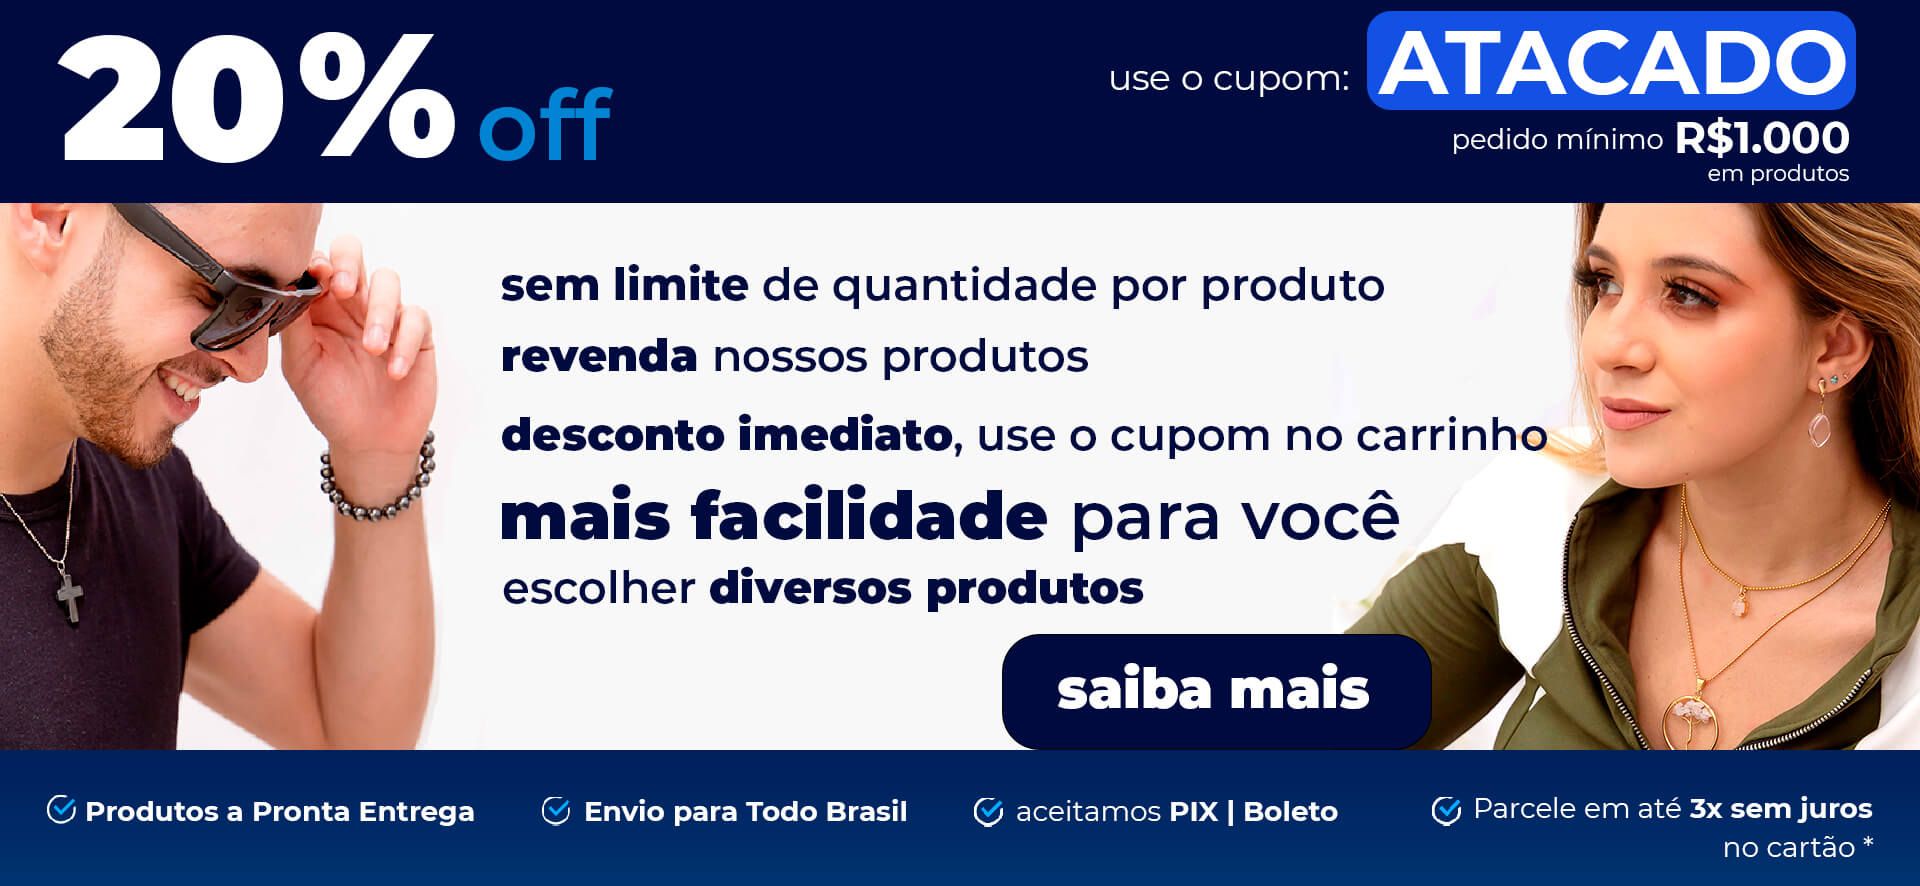 20% off
use o cupom: ATACADO
pedido mínimo R$1.000
em produtos
sem limite de quantidade por produto
revenda nossos produtos
desconto imediato, use o cupom no carrinho
mais facilidade para você
escolher diversos produtos
saiba mais
Produtos a Pronta Entrega
Envio para Todo Brasil
aceitamos PIX | Boleto
Parcele em até 3x sem juros
no cartão *